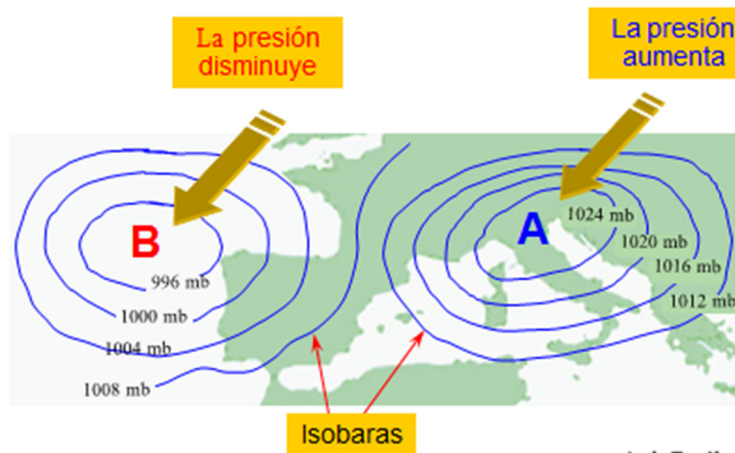 La presión
disminuye
La presión
aumenta
B
996 mb
1000 mb
1004 mb
1008 mb
A
1024 mb
1020 mb
1016 mb
1012 mb
Isobaras